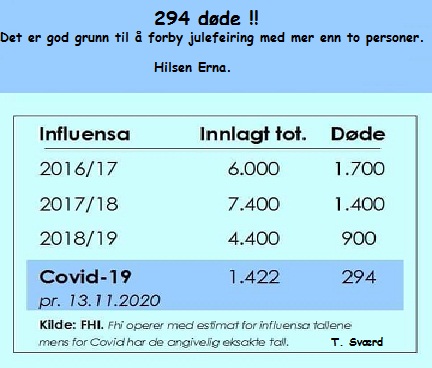 294 døde !!
Det er god grunn til å forby julefeiring med mer enn to personer.
Hilsen Erna.
Influensa Innlagt tot. Døde
2016/17 6.000 1.700
2017/18 7.400 1.400
2018/19 4.400 900
Covid-19 1.422 294
pr. 13.11.2020
Kilde: FHI. Fhi operer med estimat for influensa tallene
mens for Covid har de angivelig eksakte tall. T. Sværd